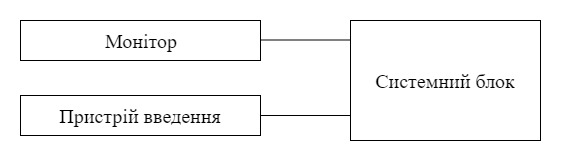 Монітор
Системний блок
Пристрій введення